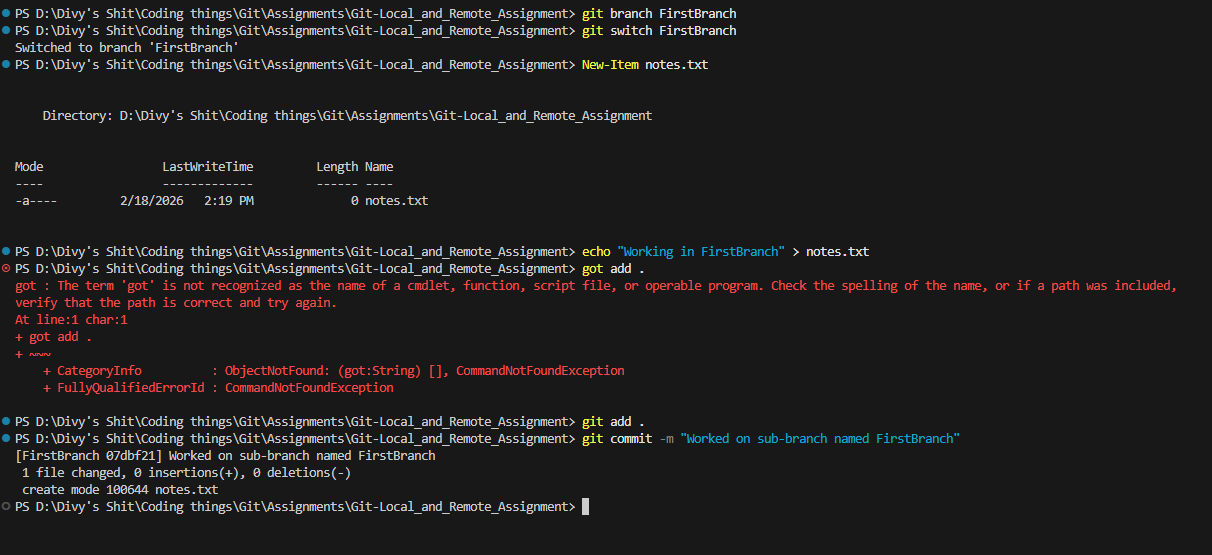 PS D:\Divy's Shit\Coding things\Git\Assignments\Git-Local_and_Remote_Assignment> git branch FirstBranch
PS D:\Divy's Shit\Coding things\Git\Assignments\Git-Local_and_Remote_Assignment> git switch FirstBranch
Switched to branch 'FirstBranch'
PS D:\Divy's Shit\Coding things\Git\Assignments\Git-Local_and_Remote_Assignment> New-Item notes.txt
    Directory: D:\Divy's Shit\Coding things\Git\Assignments\Git-Local_and_Remote_Assignment
Mode                 LastWriteTime         Length Name
----                 -------------         ------ ----
-a----         2/18/2026   2:19 PM              0 notes.txt
PS D:\Divy's Shit\Coding things\Git\Assignments\Git-Local_and_Remote_Assignment> echo "Working in FirstBranch" > notes.txt
PS D:\Divy's Shit\Coding things\Git\Assignments\Git-Local_and_Remote_Assignment> got add .
got : The term 'got' is not recognized as the name of a cmdlet, function, script file, or operable program. Check the spelling of the name, or if a path was included,
verify that the path is correct and try again.
At line:1 char:1
+ got add .
+ ~~~
    + CategoryInfo          : ObjectNotFound: (got:String) [], CommandNotFoundException
    + FullyQualifiedErrorId : CommandNotFoundException
PS D:\Divy's Shit\Coding things\Git\Assignments\Git-Local_and_Remote_Assignment> git add .
PS D:\Divy's Shit\Coding things\Git\Assignments\Git-Local_and_Remote_Assignment> git commit -m "Worked on sub-branch named FirstBranch"
[FirstBranch 07dbf21] Worked on sub-branch named FirstBranch
 1 file changed, 0 insertions(+), 0 deletions(-)
 create mode 100644 notes.txt
PS D:\Divy's Shit\Coding things\Git\Assignments\Git-Local_and_Remote_Assignment>